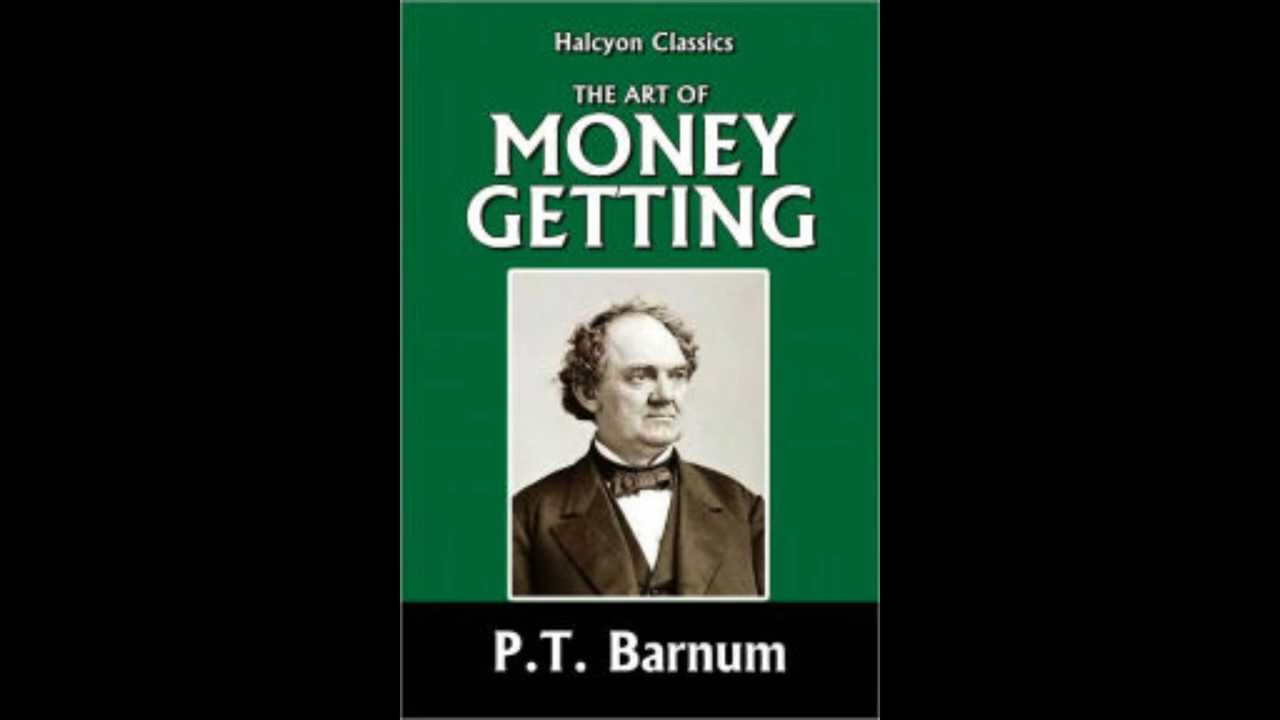 Halcyon Classics
THE ART OF
MONEY
GETTING
P.T. Barnum